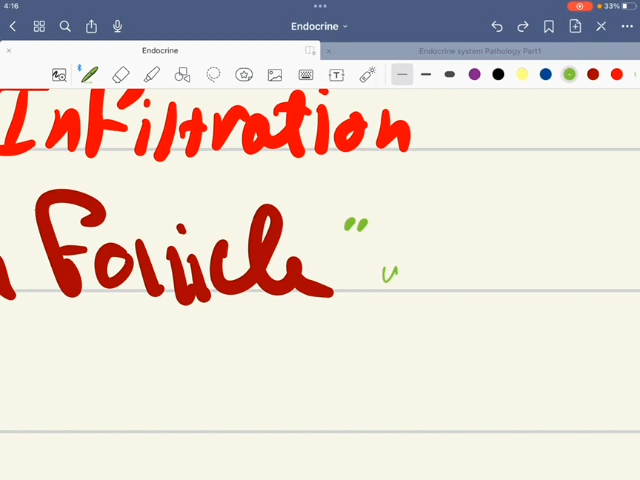 4:16
33%
Endocrine
Endocrine
Endocrine system Pathology Part1
T
Infiltration
Follicle "